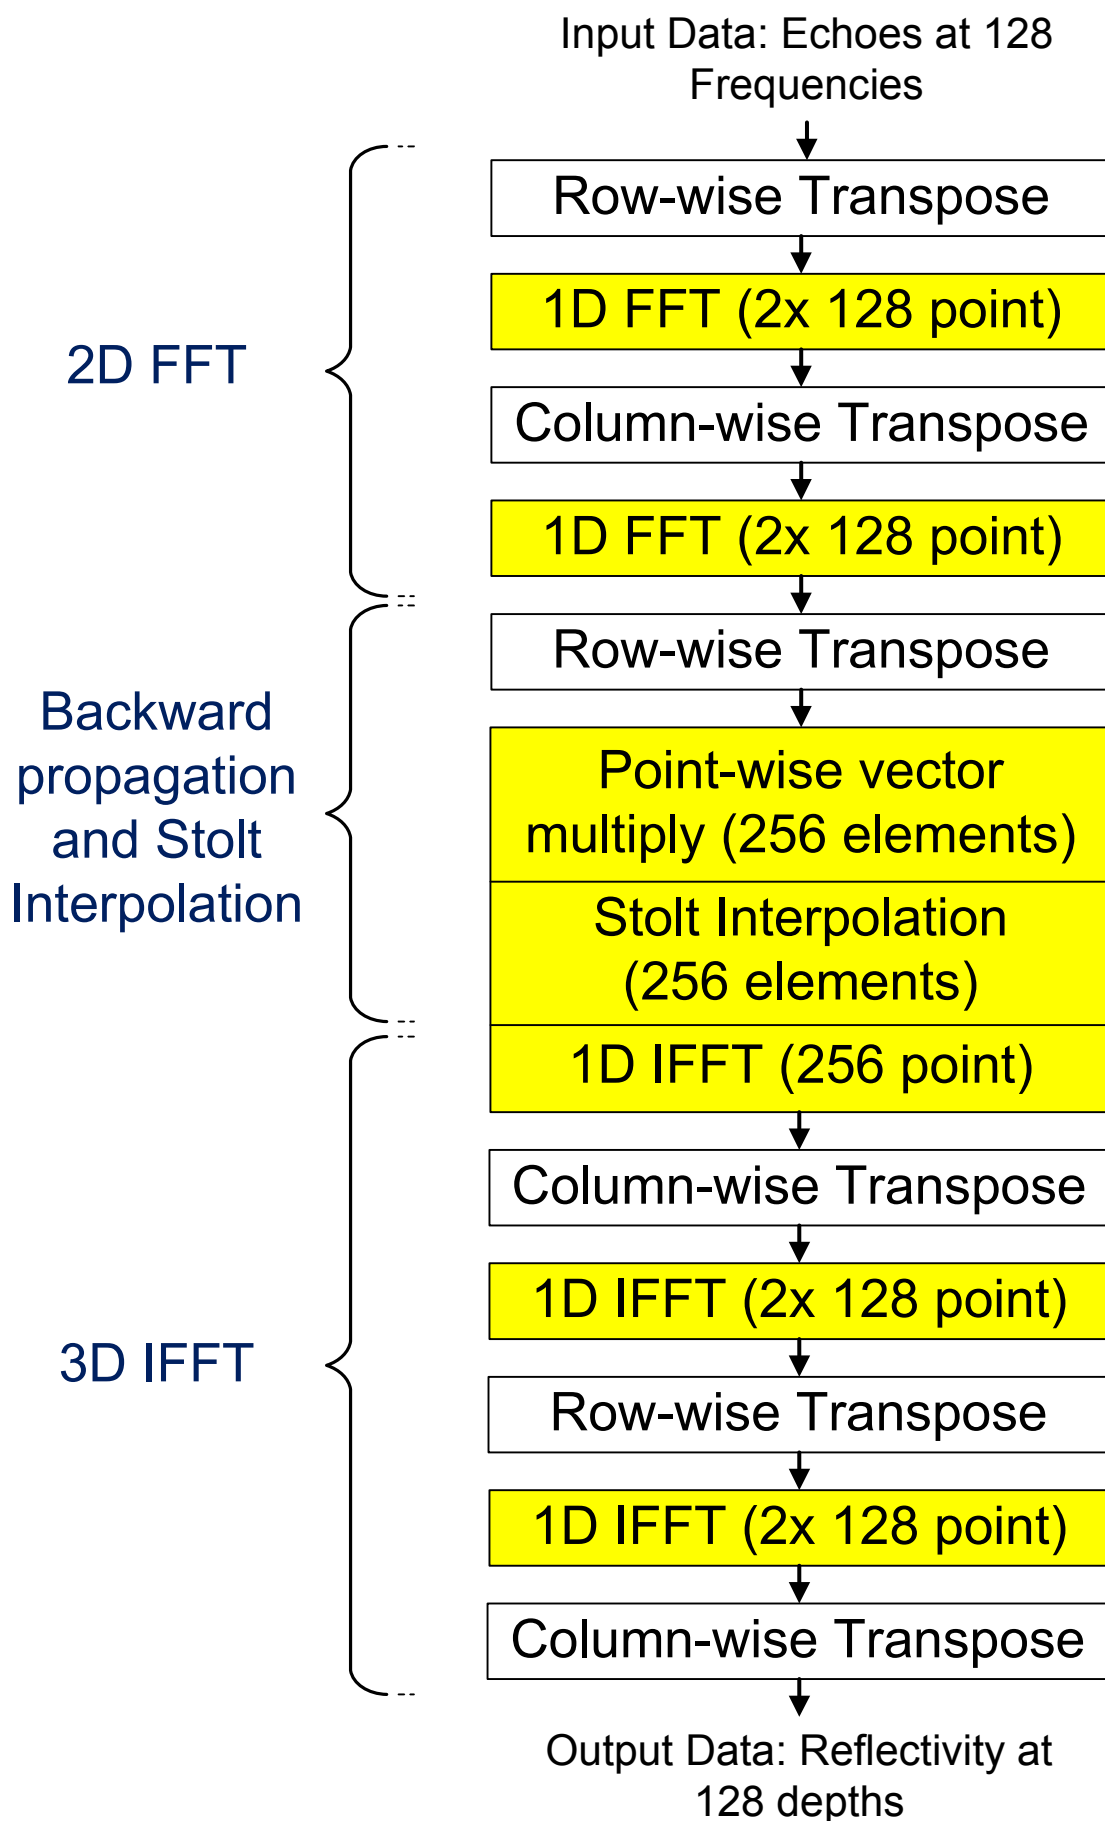 Input Data: Echoes at 128
Frequencies
Row-wise Transpose
1D FFT (2x 128 point)
2D FFT
Column-wise Transpose
1D FFT (2x 128 point)
Row-wise Transpose
Backward
propagation
and Stolt
Interpolation
Point-wise vector
multiply (256 elements)
Stolt Interpolation
(256 elements)
1D IFFT (256 point)
Column-wise Transpose
1D IFFT (2x 128 point)
3D IFFT
Row-wise Transpose
1D IFFT (2x 128 point)
Column-wise Transpose
Output Data: Reflectivity at
128 depths